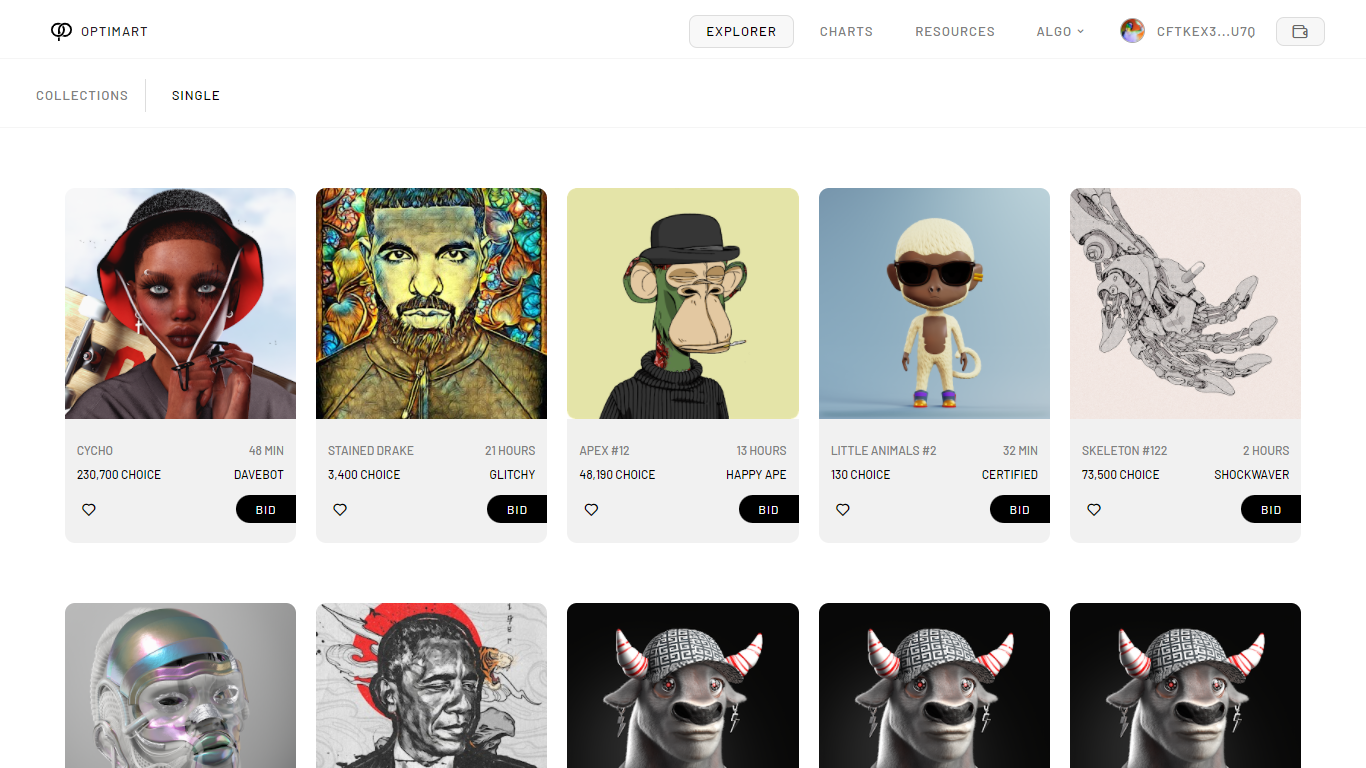 OPTIMART
EXPLORER
CHARTS
RESOURCES
ALGO
CFTKEX3...U7Q
COLLECTIONS
SINGLE
CYCHO 48 MIN
230,700 CHOICE DAVEBOT
BID
STAINED DRAKE 21 HOURS
3,400 CHOICE GLITCHY
BID
APEX #12 13 HOURS
48,190 CHOICE HAPPY APE
BID
LITTLE ANIMALS #2 32 MIN
130 CHOICE CERTIFIED
BID
SKELETON #122 2 HOURS
73,500 CHOICE SHOCKWAVER
BID